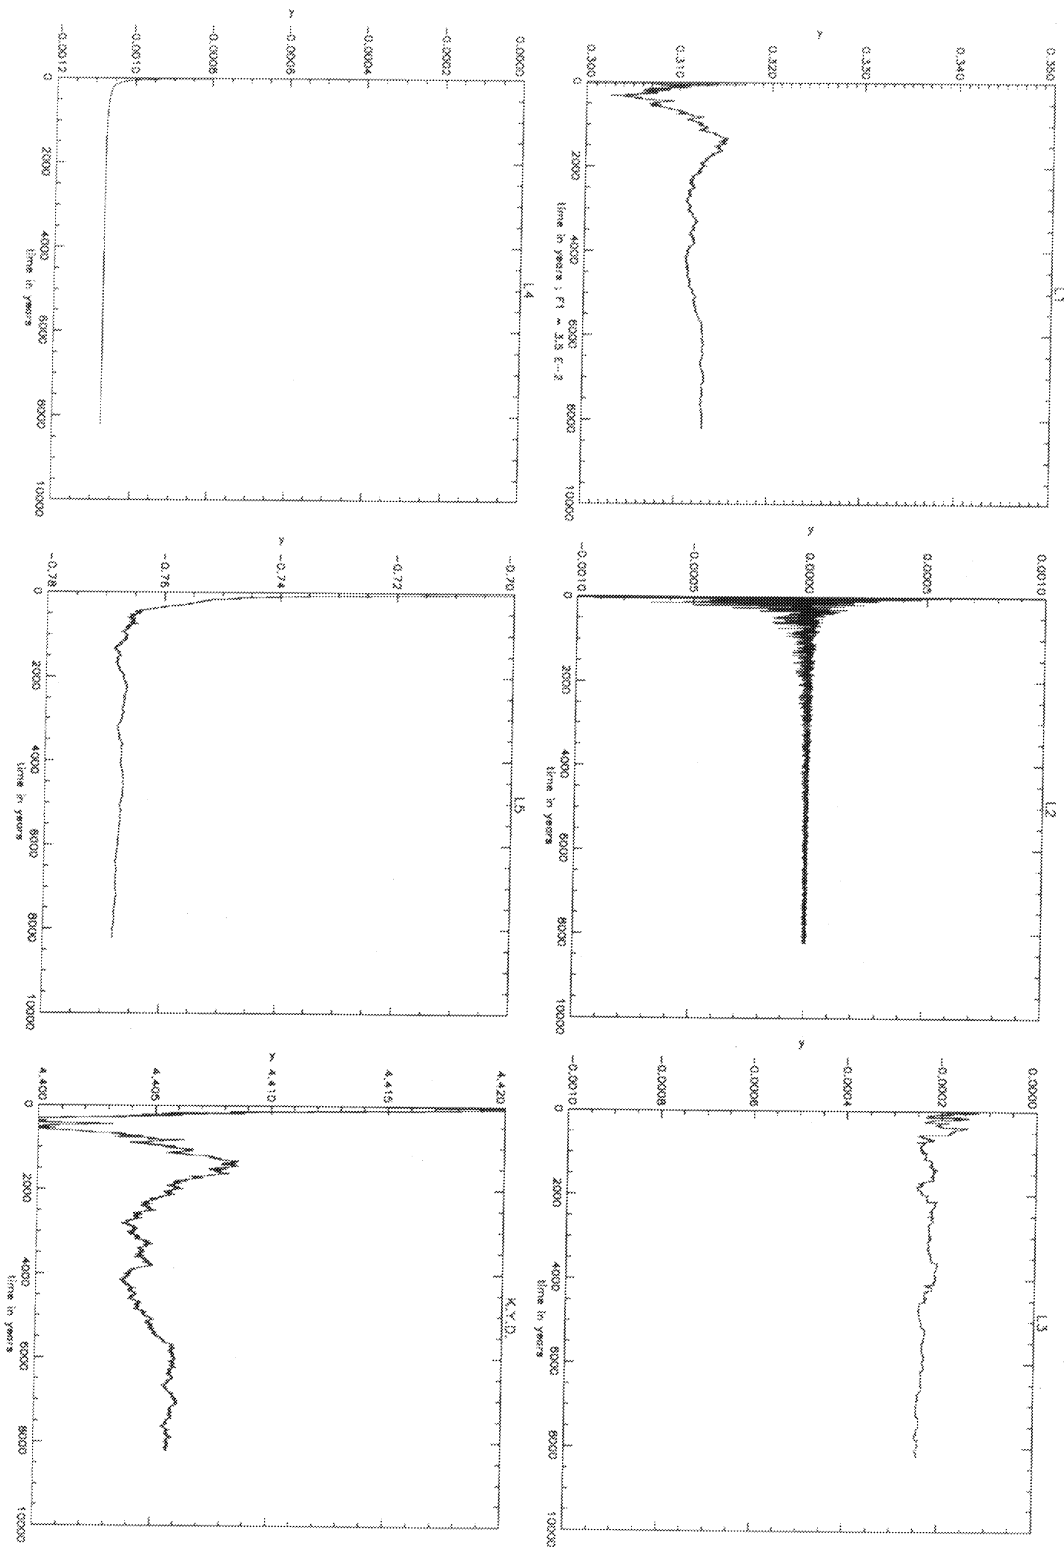 L1
0.350
0.340
0.330
0.320
0.310
0.300
y
0 2000 4000 6000 8000 10000
time in years ; F1 = 3.5 E-2
L2
0.0010
0.0005
0.0000
-0.0005
-0.0010
y
0 2000 4000 6000 8000 10000
time in years
L3
0.0000
-0.0002
-0.0004
-0.0006
-0.0008
-0.0010
y
0 2000 4000 6000 8000 10000
time in years
L4
0.0000
-0.0002
-0.0004
-0.0006
-0.0008
-0.0010
-0.0012
y
0 2000 4000 6000 8000 10000
time in years
L5
-0.70
-0.72
-0.74
-0.76
-0.78
y
0 2000 4000 6000 8000 10000
time in years
K.Y.D.
4.420
4.415
4.410
4.405
4.400
y
0 2000 4000 6000 8000 10000
time in years